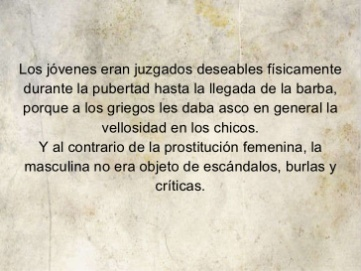 Los jóvenes eran juzgados deseables físicamente
durante la pubertad hasta la llegada de la barba,
porque a los griegos les daba asco en general la
vellosidad en los chicos.
Y al contrario de la prostitución femenina, la
masculina no era objeto de escándalos, burlas y
críticas.